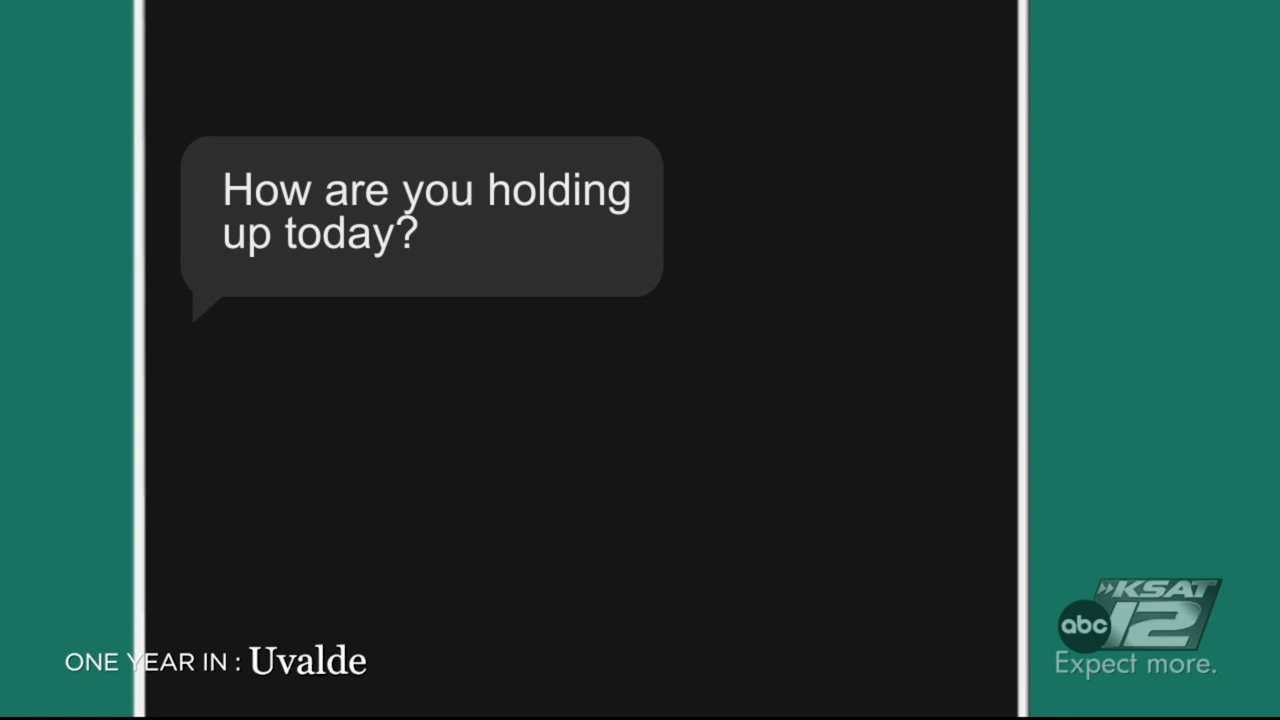 How are you holding
up today?
ONE YEAR IN : Uvalde
»KSAT
abc 12
Expect more.